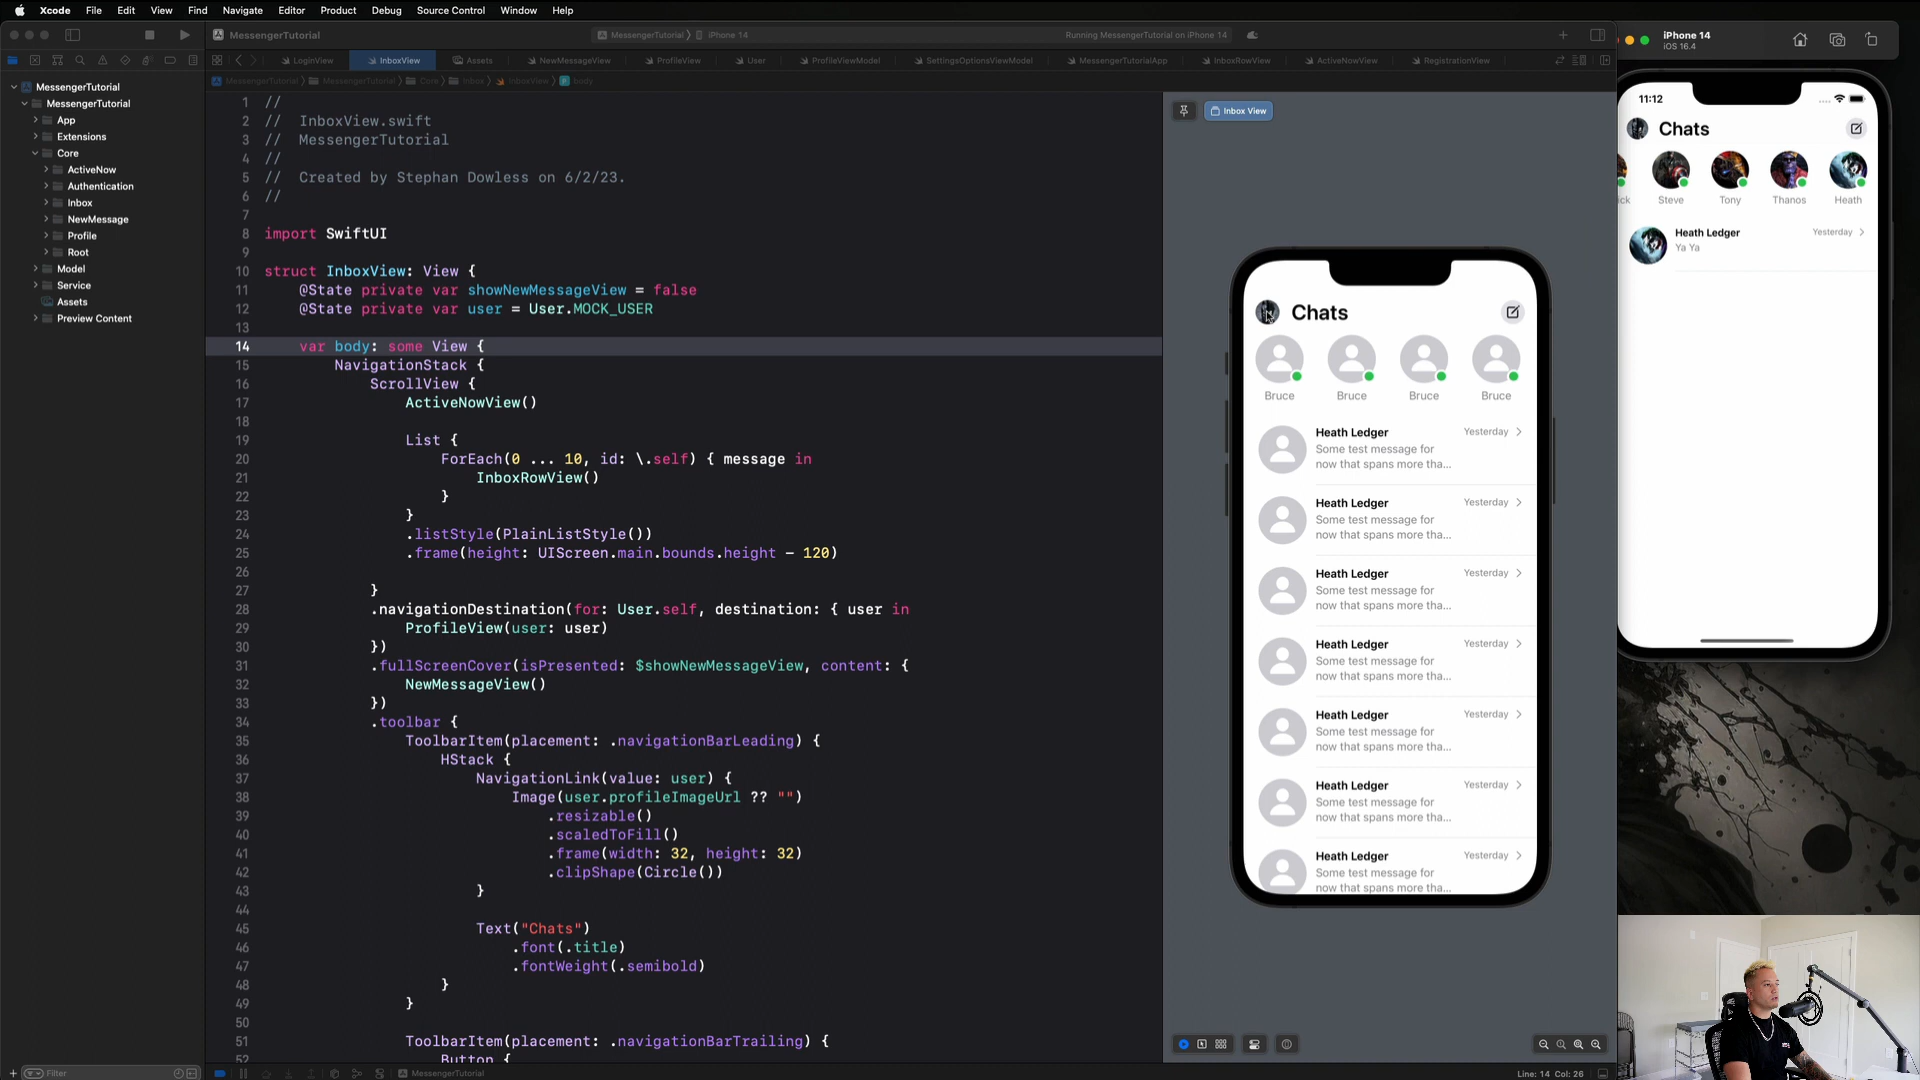 Xcode File Edit View Find Navigate Editor Product Debug Source Control Window Help
MessengerTutorial
MessengerTutorial iPhone 14
Running MessengerTutorial on iPhone 14
LoginView InboxView Assets NewMessageView ProfileView User ProfileViewModel SettingsOptionsViewModel MessengerTutorialApp InboxRowView ActiveNowView RegistrationView
MessengerTutorial MessengerTutorial Core Inbox InboxView body
MessengerTutorial
MessengerTutorial
App
Extensions
Core
ActiveNow
Authentication
Inbox
NewMessage
Profile
Root
Model
Service
Assets
Preview Content
Filter
1 //
2 //  InboxView.swift
3 //  MessengerTutorial
4 //
5 //  Created by Stephan Dowless on 6/2/23.
6 //
7
8 import SwiftUI
9
10 struct InboxView: View {
11     @State private var showNewMessageView = false
12     @State private var user = User.MOCK_USER
13
14     var body: some View {
15         NavigationStack {
16             ScrollView {
17                 ActiveNowView()
18
19                 List {
20                     ForEach(0 ... 10, id: \.self) { message in
21                         InboxRowView()
22                     }
23                 }
24                 .listStyle(PlainListStyle())
25                 .frame(height: UIScreen.main.bounds.height - 120)
26
27             }
28             .navigationDestination(for: User.self, destination: { user in
29                 ProfileView(user: user)
30             })
31             .fullScreenCover(isPresented: $showNewMessageView, content: {
32                 NewMessageView()
33             })
34             .toolbar {
35                 ToolbarItem(placement: .navigationBarLeading) {
36                     HStack {
37                         NavigationLink(value: user) {
38                             Image(user.profileImageUrl ?? "")
39                                 .resizable()
40                                 .scaledToFill()
41                                 .frame(width: 32, height: 32)
42                                 .clipShape(Circle())
43                         }
44
45                         Text("Chats")
46                             .font(.title)
47                             .fontWeight(.semibold)
48                     }
49                 }
50
51                 ToolbarItem(placement: .navigationBarTrailing) {
52                     Button {
MessengerTutorial
Line: 14 Col: 26
Inbox View
Chats
Bruce Bruce Bruce Bruce
Heath Ledger Yesterday
Some test message for
now that spans more tha...
Heath Ledger Yesterday
Some test message for
now that spans more tha...
Heath Ledger Yesterday
Some test message for
now that spans more tha...
Heath Ledger Yesterday
Some test message for
now that spans more tha...
Heath Ledger Yesterday
Some test message for
now that spans more tha...
Heath Ledger Yesterday
Some test message for
now that spans more tha...
Heath Ledger Yesterday
Some test message for
now that spans more tha...
iPhone 14
iOS 16.4
11:12
Chats
ick Steve Tony Thanos Heath
Heath Ledger Yesterday
Ya Ya